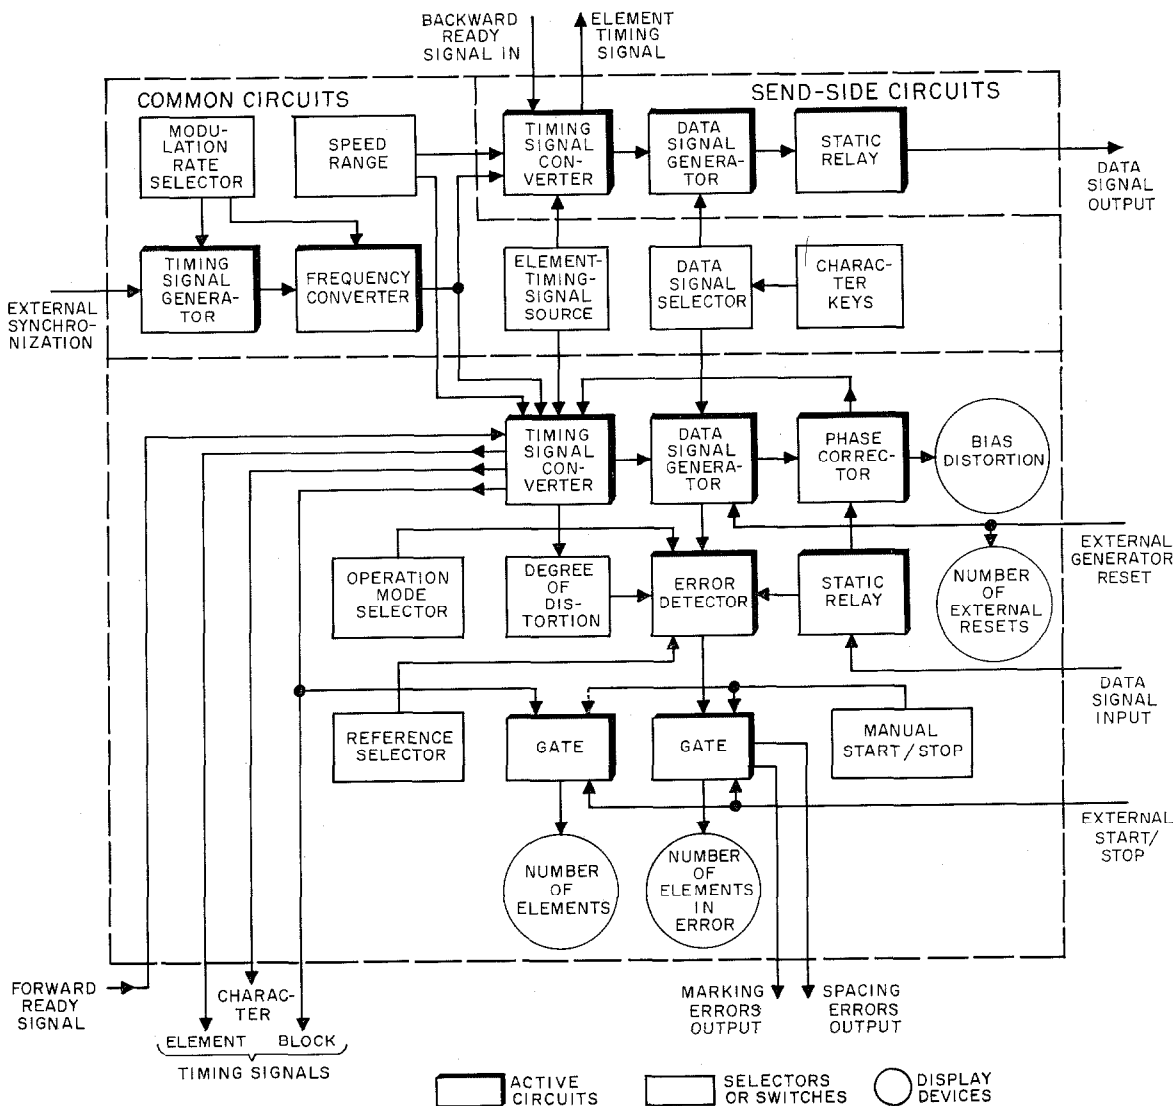 BACKWARD
READY
SIGNAL IN
ELEMENT
TIMING
SIGNAL
COMMON CIRCUITS
SEND-SIDE CIRCUITS
MODU-
LATION
RATE
SELECTOR
SPEED
RANGE
TIMING
SIGNAL
CON-
VERTER
DATA
SIGNAL
GENERA-
TOR
STATIC
RELAY
DATA
SIGNAL
OUTPUT
EXTERNAL
SYNCHRO-
NIZATION
TIMING
SIGNAL
GENERA-
TOR
FREQUENCY
CONVERTER
ELEMENT-
TIMING-
SIGNAL
SOURCE
DATA
SIGNAL
SELECTOR
CHARAC-
TER
KEYS
TIMING
SIGNAL
CON-
VERTER
DATA
SIGNAL
GENERA-
TOR
PHASE
CORREC-
TOR
BIAS
DISTORTION
EXTERNAL
GENERATOR
RESET
OPERATION
MODE
SELECTOR
DEGREE
OF
DIS-
TORTION
ERROR
DETECTOR
STATIC
RELAY
NUMBER
OF
EXTERNAL
RESETS
DATA
SIGNAL
INPUT
REFERENCE
SELECTOR
GATE
GATE
MANUAL
START/STOP
EXTERNAL
START/
STOP
NUMBER
OF
ELEMENTS
NUMBER
OF
ELEMENTS
IN
ERROR
FORWARD
READY
SIGNAL
CHARAC-
TER
ELEMENT
BLOCK
TIMING SIGNALS
MARKING
ERRORS
OUTPUT
SPACING
ERRORS
OUTPUT
ACTIVE
CIRCUITS
SELECTORS
OR SWITCHES
DISPLAY
DEVICES